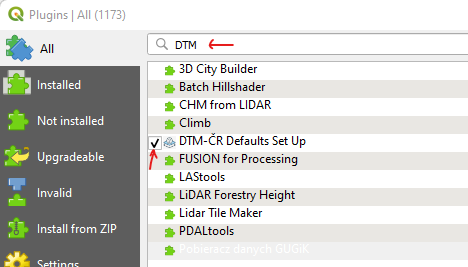 Plugins | All (1173)
All
Installed
Not installed
Upgradeable
Invalid
Install from ZIP
Settings
DTM
3D City Builder
Batch Hillshader
CHM from LIDAR
Climb
DTM-ČR Defaults Set Up
FUSION for Processing
LAStools
LiDAR Forestry Height
Lidar Tile Maker
PDALtools
Pobieracz danych GUGiK